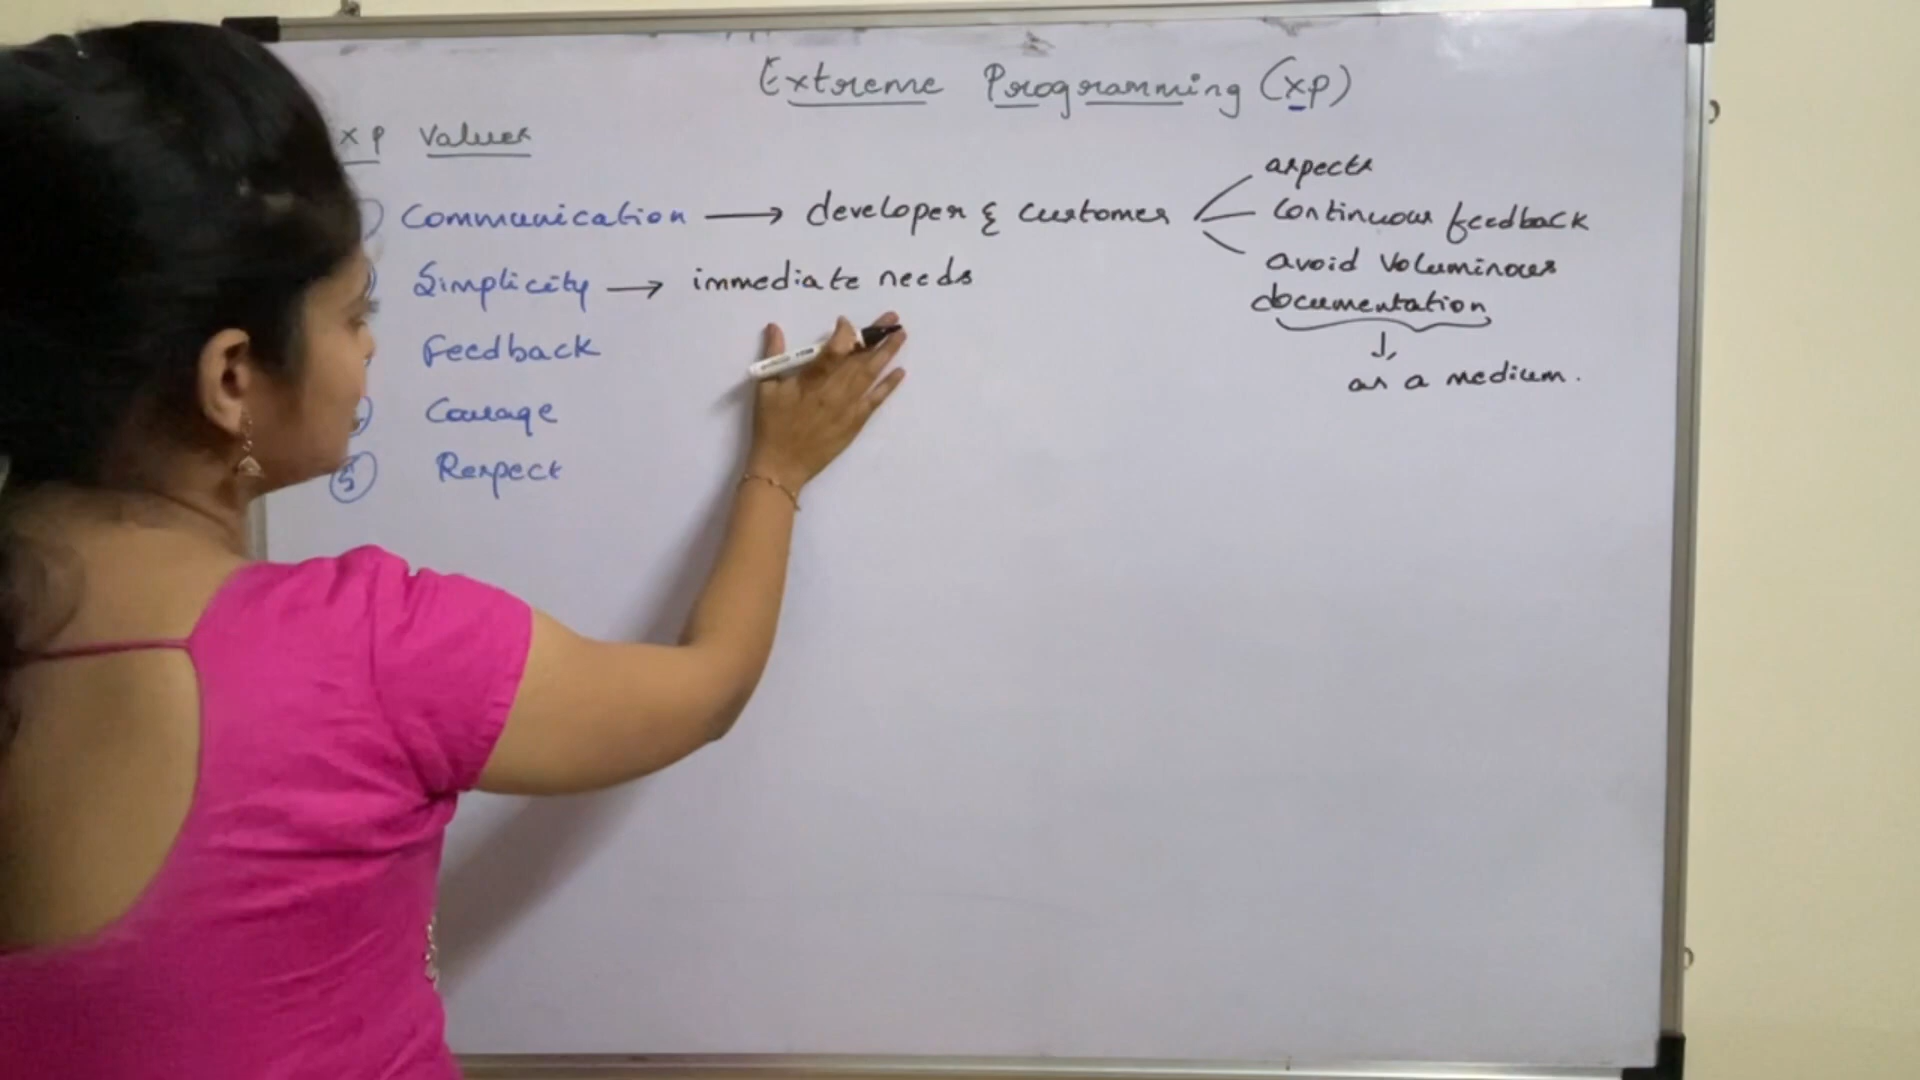 Extreme Programming (XP)
XP Values
aspects
Communication → developer & customer
continuous feedback
Simplicity → immediate needs
avoid voluminous
documentation
Feedback
↓
as a medium.
Courage
5 Respect